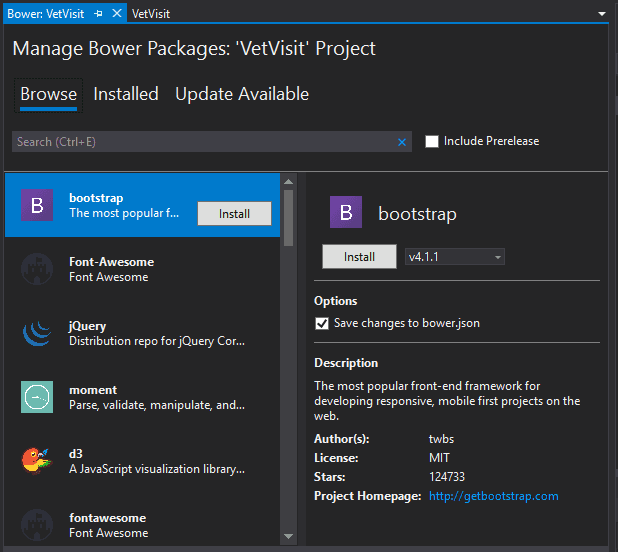 Bower: VetVisit
VetVisit
Manage Bower Packages: 'VetVisit' Project
Browse Installed Update Available
Search (Ctrl+E)
Include Prerelease
B
bootstrap
The most popular f...
Install
Font-Awesome
Font Awesome
jQuery
Distribution repo for jQuery Cor...
moment
Parse, validate, manipulate, and...
d3
A JavaScript visualization library...
fontawesome
Font Awesome
B
bootstrap
Install
v4.1.1
Options
Save changes to bower.json
Description
The most popular front-end framework for
developing responsive, mobile first projects on the
web.
Author(s): twbs
License: MIT
Stars: 124733
Project Homepage: http://getbootstrap.com